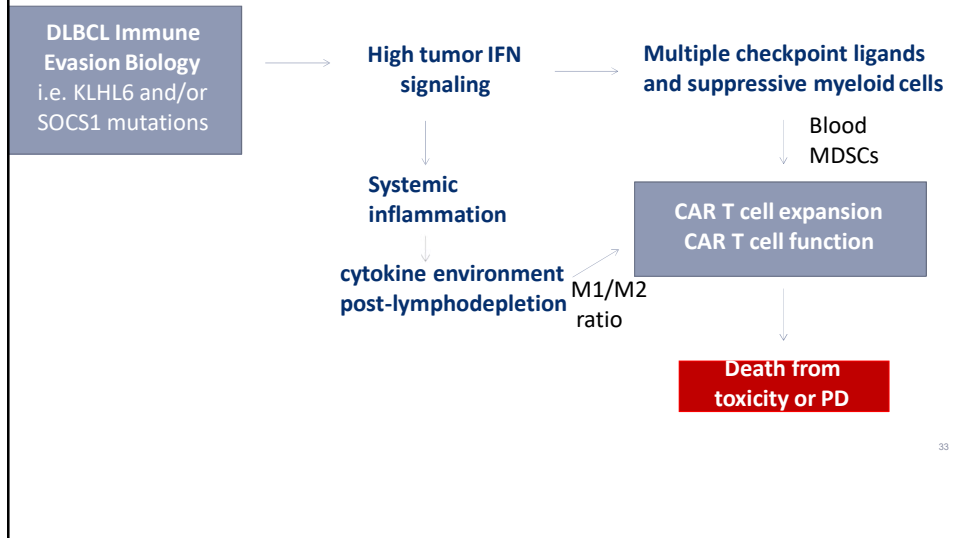 DLBCL Immune
Evasion Biology
i.e. KLHL6 and/or
SOCS1 mutations
High tumor IFN
signaling
Multiple checkpoint ligands
and suppressive myeloid cells
Blood
MDSCs
Systemic
inflammation
CAR T cell expansion
CAR T cell function
cytokine environment
post-lymphodepletion
M1/M2
ratio
Death from
toxicity or PD
33